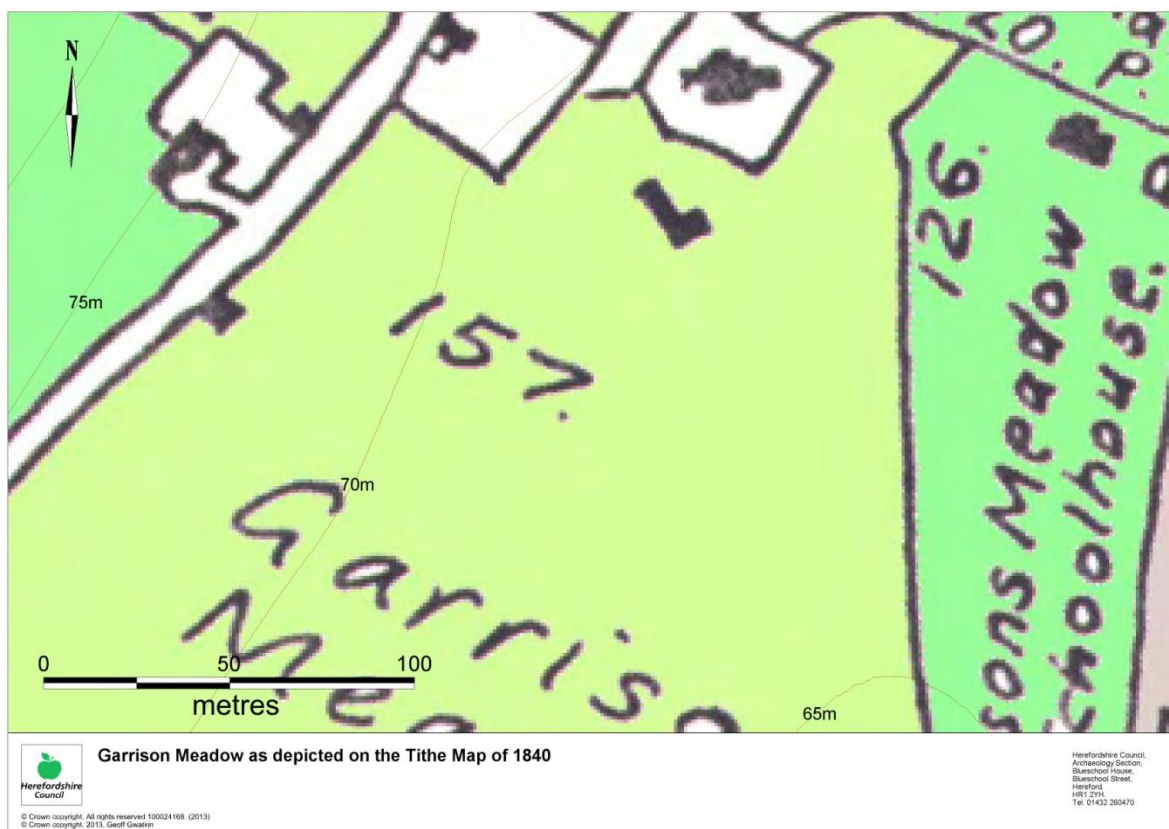 N
20.
p.
126.
75m
157.
70m
Garriso
Mea
sons Meadow
choolhouse.
0 50 100
metres
65m
Herefordshire
Council
Garrison Meadow as depicted on the Tithe Map of 1840
Herefordshire Council,
Archaeology Section,
Blueschool House,
Blueschool Street,
Hereford,
HR1 2YH.
Tel. 01432 260470
© Crown copyright. All rights reserved 100024168. (2013)
© Crown copyright. 2013, Geoff Gwatkin